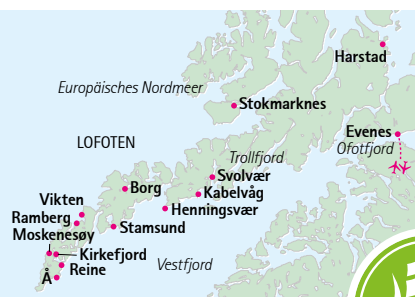 Harstad
Europäisches Nordmeer
Stokmarknes
Evenes
Ofotfjord
LOFOTEN
Trollfjord
Svolvær
Borg
Kabelvåg
Vikten
Henningsvær
Ramberg
Stamsund
Moskenesøy
Kirkefjord
Vestfjord
Reine
Å